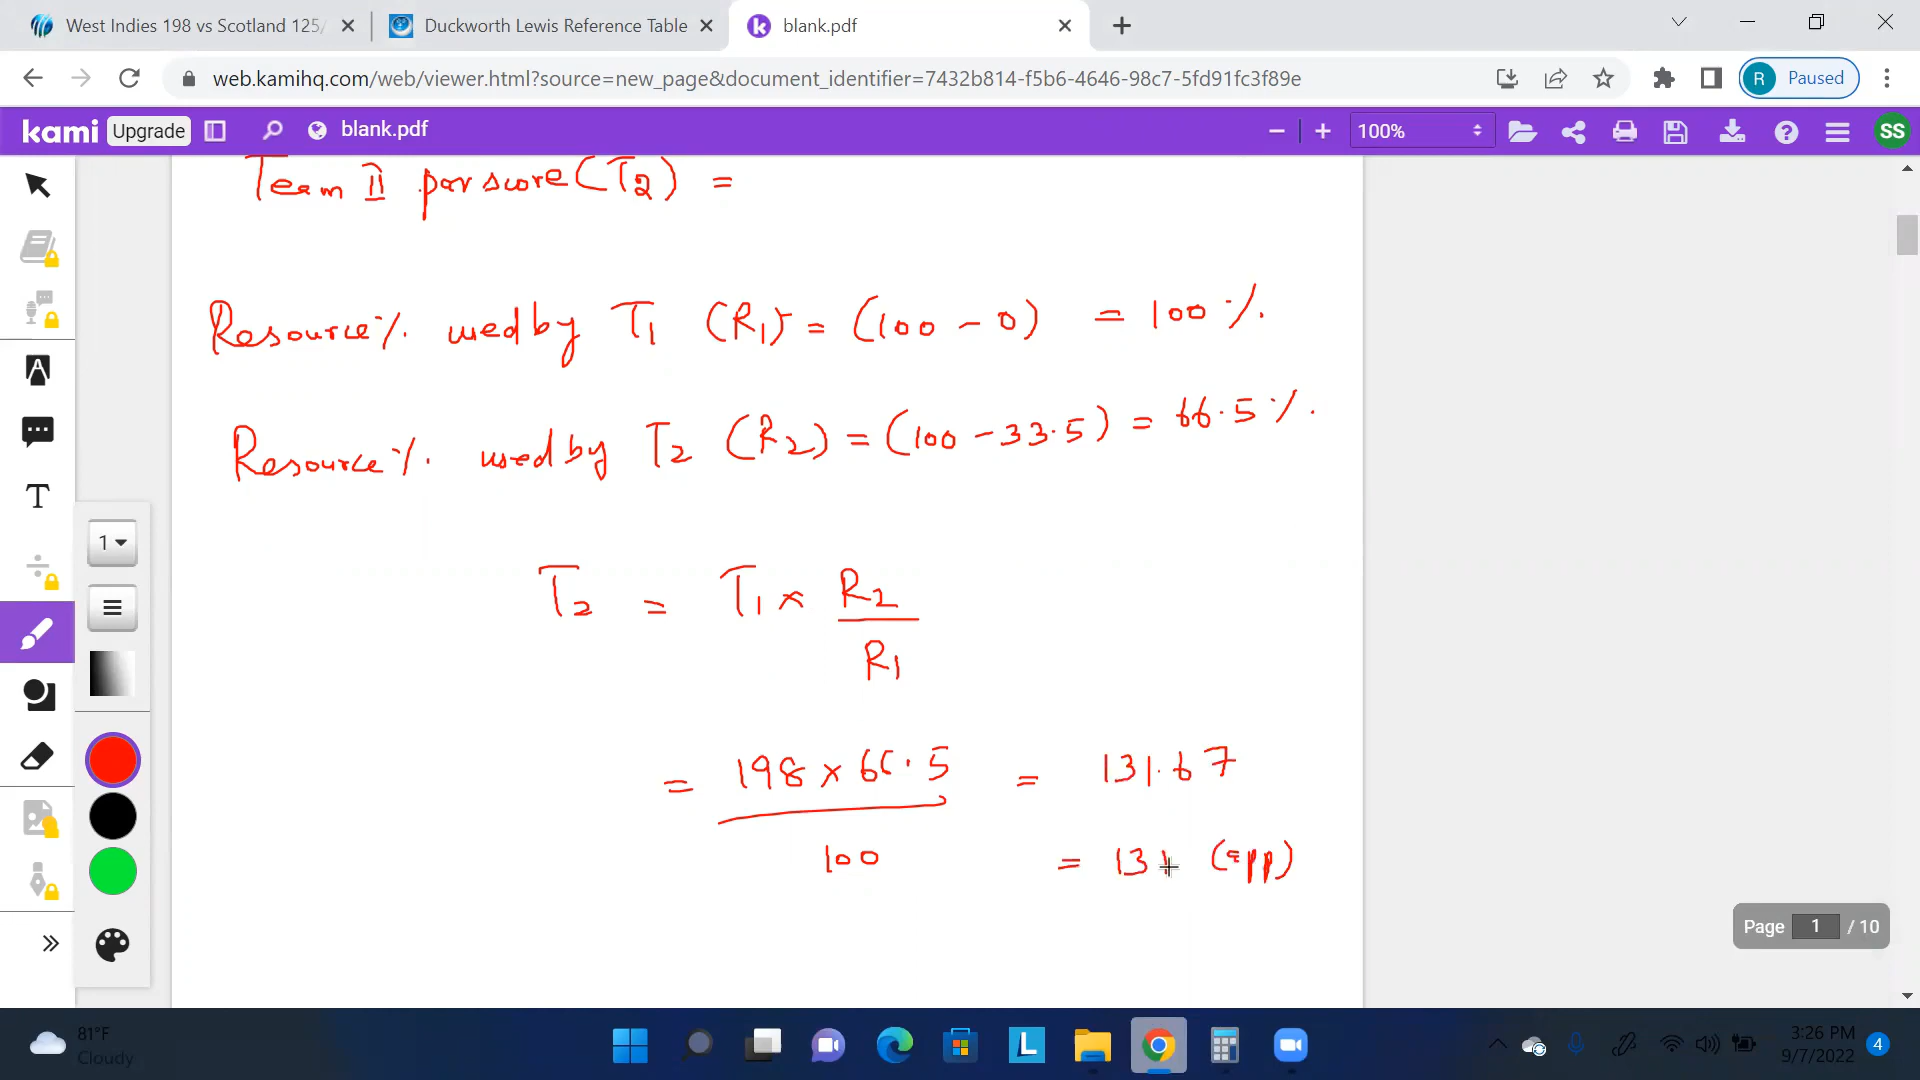 West Indies 198 vs Scotland 125/
Duckworth Lewis Reference Table
blank.pdf
web.kamihq.com/web/viewer.html?source=new_page&document_identifier=7432b814-f5b6-4646-98c7-5fd91fc3f89e
R Paused
kami Upgrade blank.pdf
100%
SS
Team II par score (T2) =
Resource % used by T1 (R1) = (100 - 0) = 100 %.
Resource % used by T2 (R2) = (100 - 33.5) = 66.5 %.
T2 = T1 × R2
R1
= 198 × 66.5 = 131.67
100
= 131 (app)
1
T
Page 1 / 10
81°F
Cloudy
L
3:26 PM
9/7/2022
4